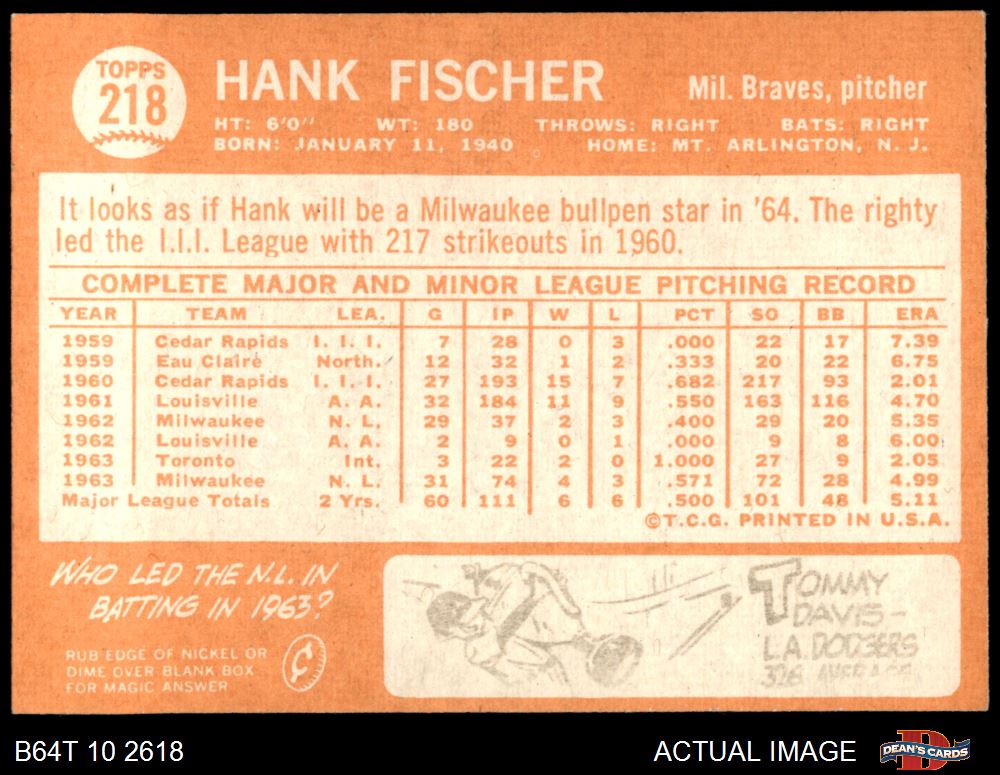 TOPPS
218
HANK FISCHER
Mil. Braves, pitcher
HT: 6'0" WT: 180 THROWS: RIGHT BATS: RIGHT
BORN: JANUARY 11, 1940 HOME: MT. ARLINGTON, N. J.
It looks as if Hank will be a Milwaukee bullpen star in '64. The righty
led the I.I.I. League with 217 strikeouts in 1960.
COMPLETE MAJOR AND MINOR LEAGUE PITCHING RECORD
YEAR TEAM LEA. G IP W L PCT SO BB ERA
1959 Cedar Rapids I. I. I. 7 28 0 3 .000 22 17 7.39
1959 Eau Claire North. 12 32 1 2 .333 20 22 6.75
1960 Cedar Rapids I. I. I. 27 193 15 7 .682 217 93 2.01
1961 Louisville A. A. 32 184 11 9 .550 163 116 4.70
1962 Milwaukee N. L. 29 37 2 3 .400 29 20 5.35
1962 Louisville A. A. 2 9 0 1 .000 9 8 6.00
1963 Toronto Int. 3 22 2 0 1.000 27 9 2.05
1963 Milwaukee N. L. 31 74 4 3 .571 72 28 4.99
Major League Totals 2 Yrs. 60 111 6 6 .500 101 48 5.11
©T.C.G. PRINTED IN U.S.A.
WHO LED THE N.L. IN
BATTING IN 1963?
RUB EDGE OF NICKEL OR
DIME OVER BLANK BOX
FOR MAGIC ANSWER
TOMMY
DAVIS-
L.A. DODGERS
.326 AVERAGE
B64T 10 2618
ACTUAL IMAGE
DEAN'S CARDS